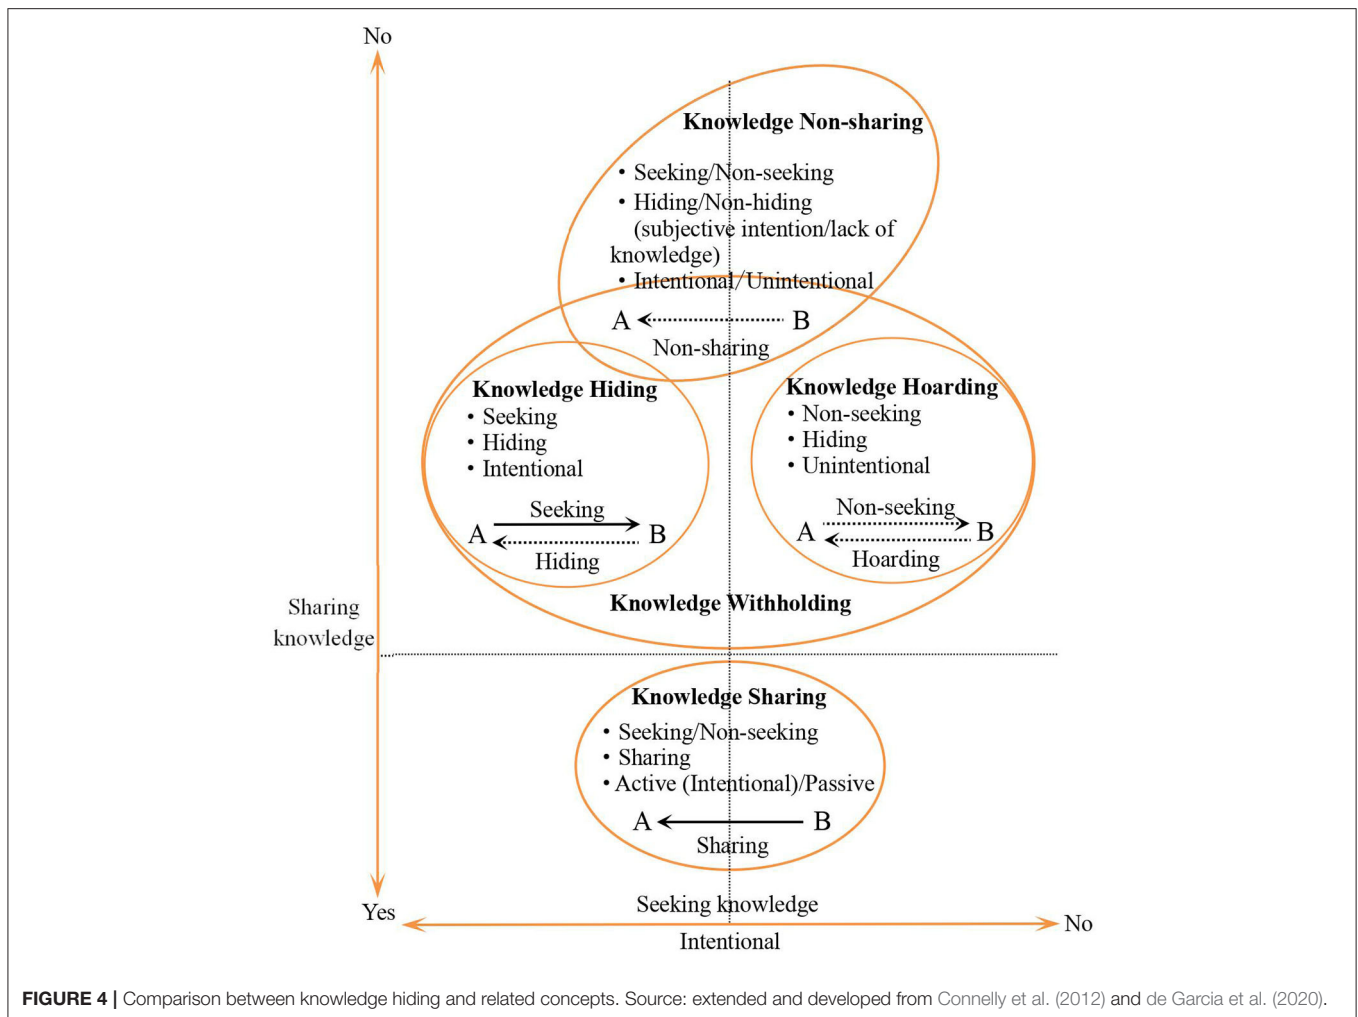 No
Knowledge Non-sharing
• Seeking/Non-seeking
• Hiding/Non-hiding
(subjective intention/lack of
knowledge)
• Intentional/Unintentional
A B
Non-sharing
Knowledge Hiding
• Seeking
• Hiding
• Intentional
Seeking
A B
Hiding
Knowledge Hoarding
• Non-seeking
• Hiding
• Unintentional
Non-seeking
A B
Hoarding
Knowledge Withholding
Sharing
knowledge
Knowledge Sharing
• Seeking/Non-seeking
• Sharing
• Active (Intentional)/Passive
A B
Sharing
Yes
Seeking knowledge
No
Intentional
FIGURE 4 | Comparison between knowledge hiding and related concepts. Source: extended and developed from Connelly et al. (2012) and de Garcia et al. (2020).